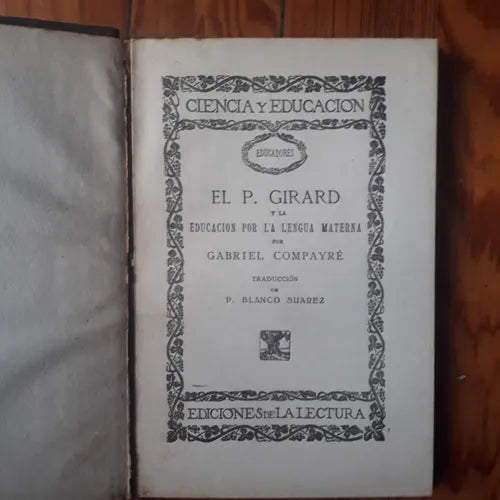 CIENCIA Y EDUCACION
EDUCADORES
EL P. GIRARD
Y LA
EDUCACION POR LA LENGUA MATERNA
POR
GABRIEL COMPAYRÉ
TRADUCCIÓN
DE
P. BLANCO SUAREZ
EDICIONES DE LA LECTURA